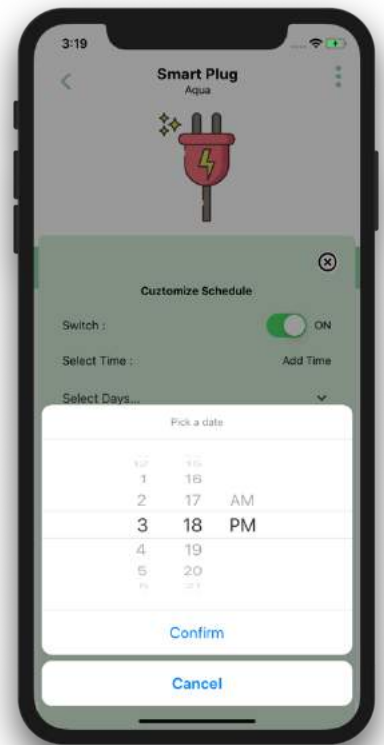 3:19
Smart Plug
Aqua
Cuztomize Schedule
Switch : ON
Select Time : Add Time
Select Days...
Pick a date
1 16
2 17 AM
3 18 PM
4 19
5 20
Confirm
Cancel